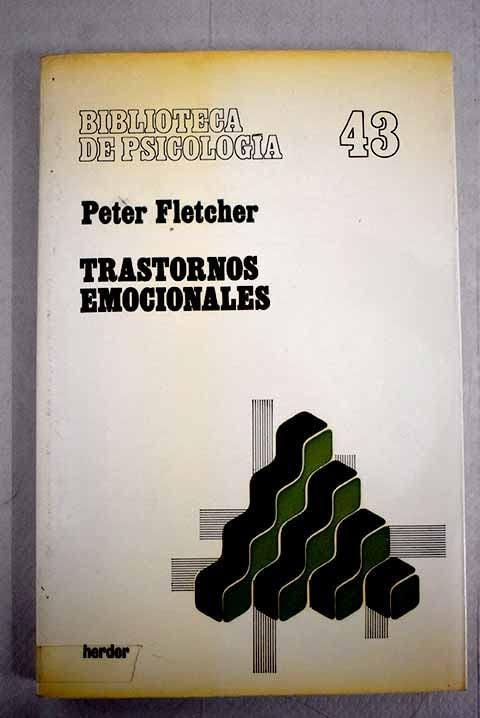 BIBLIOTECA 43
DE PSICOLOGÍA
Peter Fletcher
TRASTORNOS
EMOCIONALES
herder